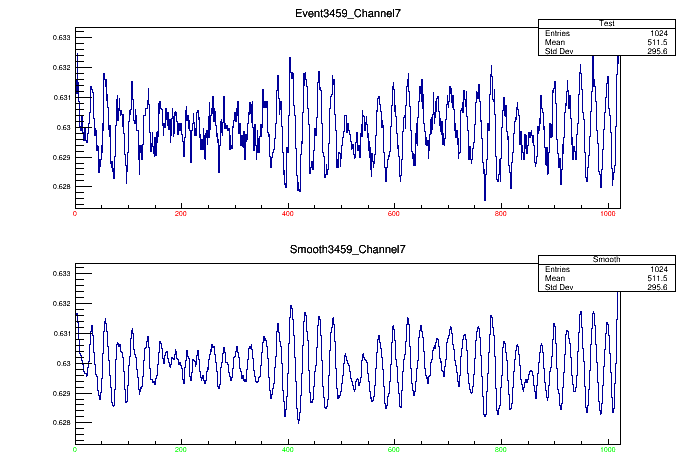 Event3459_Channel7
Test
Entries 1024
Mean 511.5
Std Dev 295.6
0.633
0.632
0.631
0.63
0.629
0.628
0 200 400 600 800 1000
Smooth3459_Channel7
Smooth
Entries 1024
Mean 511.5
Std Dev 295.6
0.633
0.632
0.631
0.63
0.629
0.628
0 200 400 600 800 1000